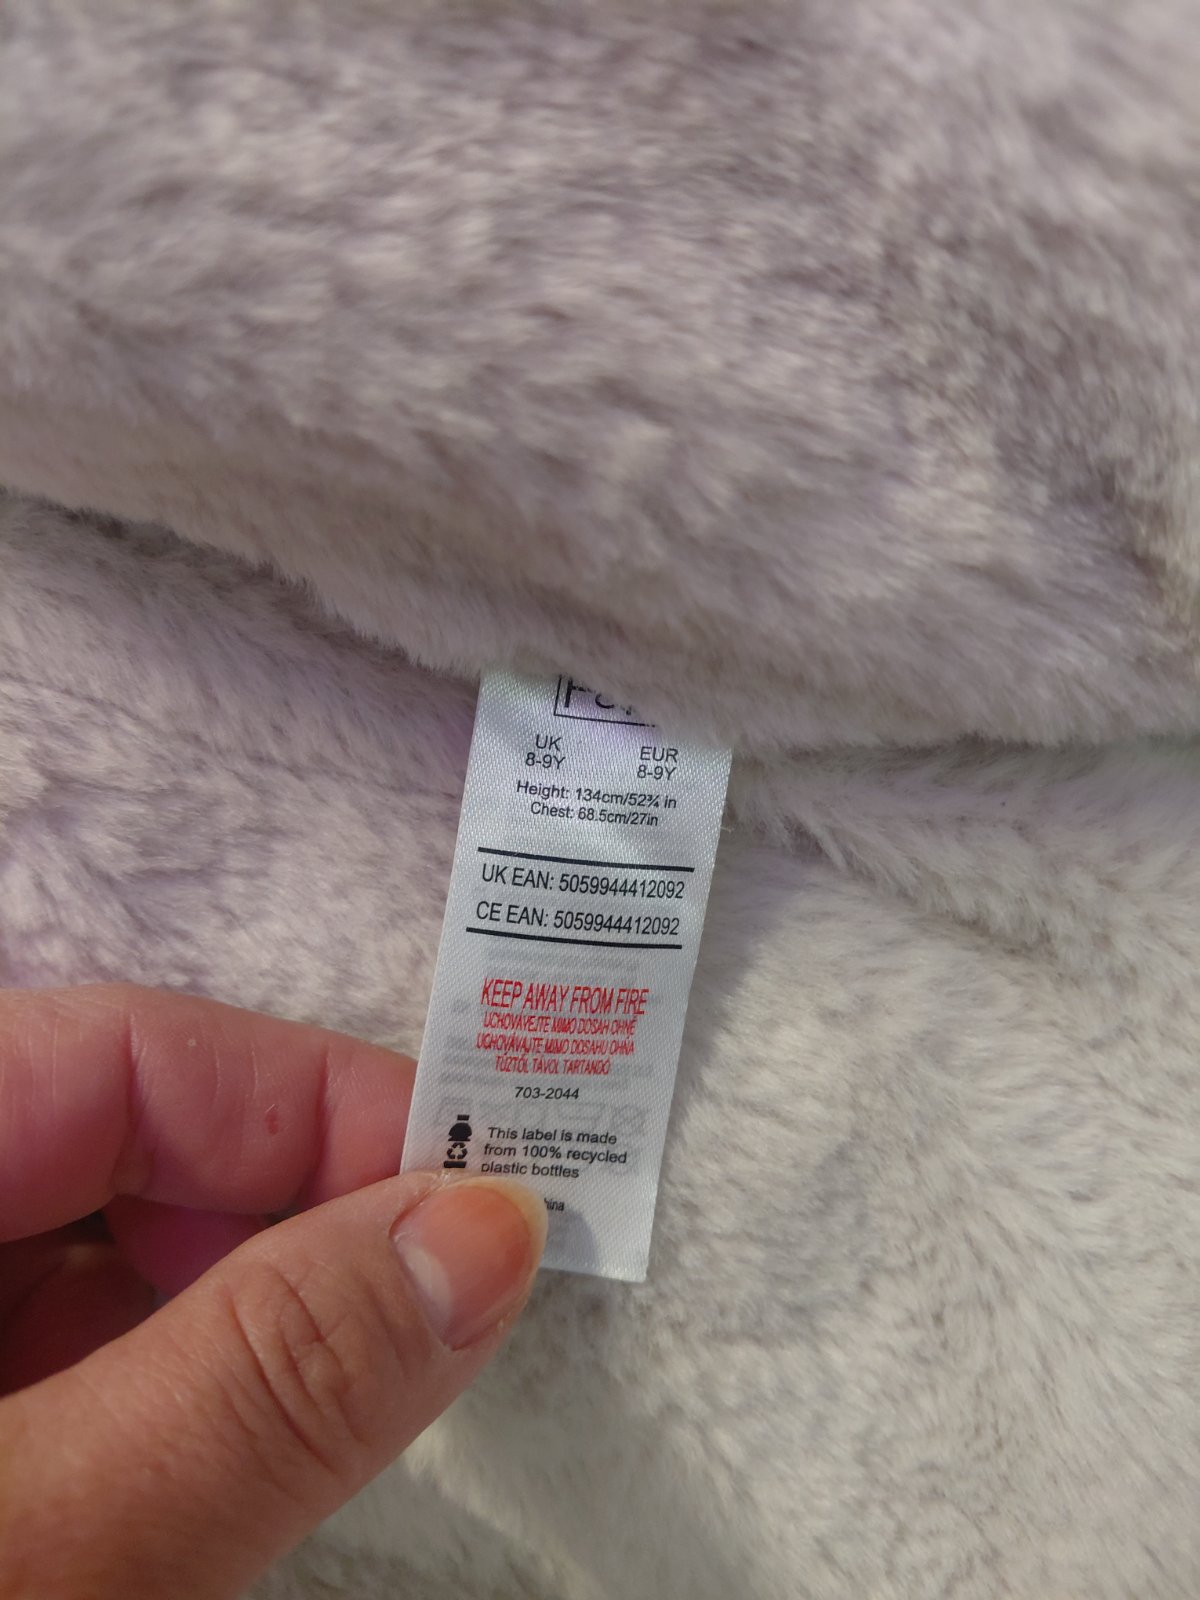 UK EUR
8-9Y 8-9Y
Height: 134cm/52¾ in
Chest: 68.5cm/27in
UK EAN: 5059944412092
CE EAN: 5059944412092
KEEP AWAY FROM FIRE
UCHOVÁVEJTE MIMO DOSAH OHNĚ
UCHOVÁVAJTE MIMO DOSAHU OHŇA
TŰZTŐL TÁVOL TARTANDÓ
703-2044
This label is made
from 100% recycled
plastic bottles